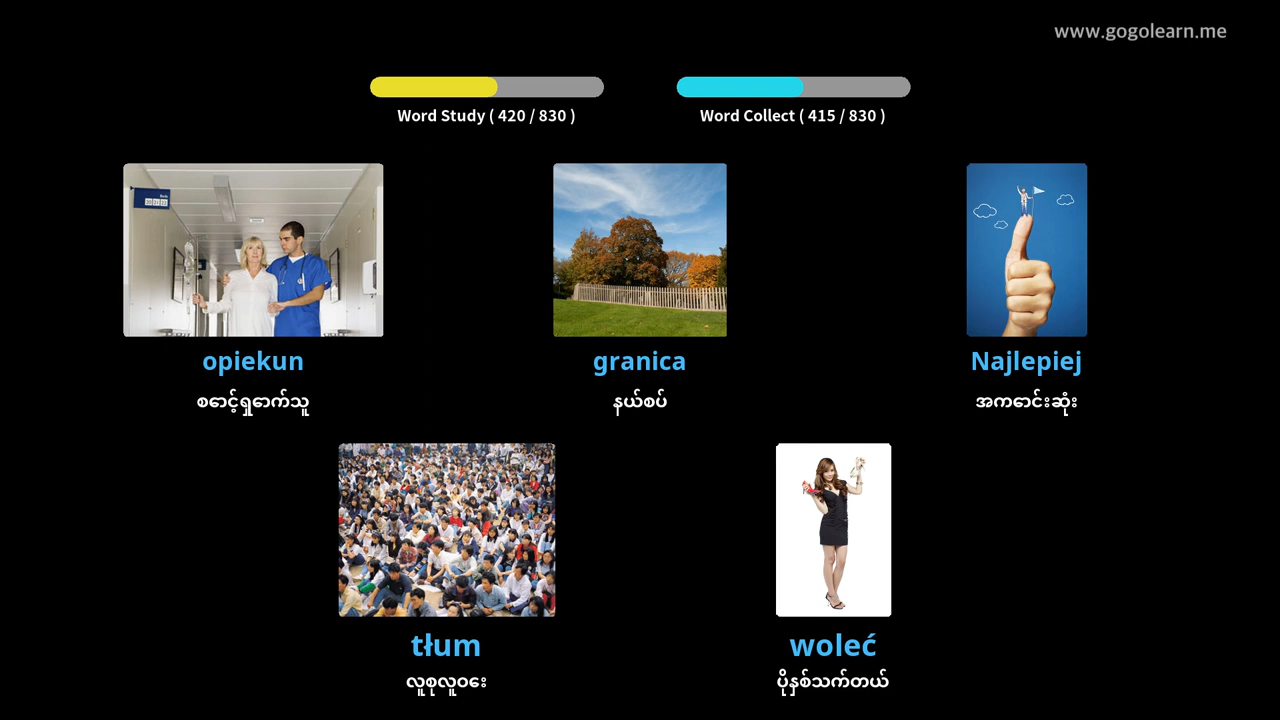 www.gogolearn.me
Word Study ( 420 / 830 )
Word Collect ( 415 / 830 )
opiekun
granica
Najlepiej
စောင့်ရှောက်သူ
နယ်စပ်
အကောင်းဆုံး
tłum
woleć
လူစုလူဝေး
ပိုနှစ်သက်တယ်